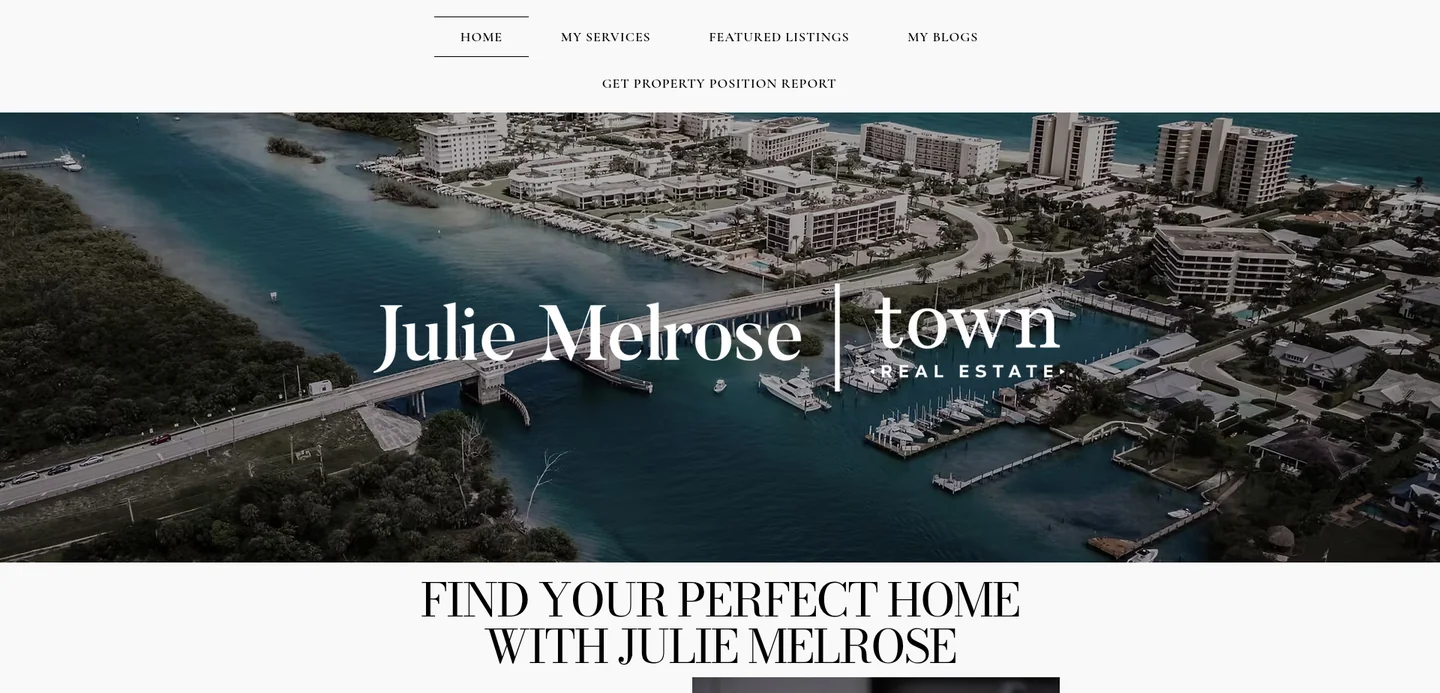 HOME MY SERVICES FEATURED LISTINGS MY BLOGS
GET PROPERTY POSITION REPORT
Julie Melrose | town
·REAL ESTATE·
FIND YOUR PERFECT HOME
WITH JULIE MELROSE